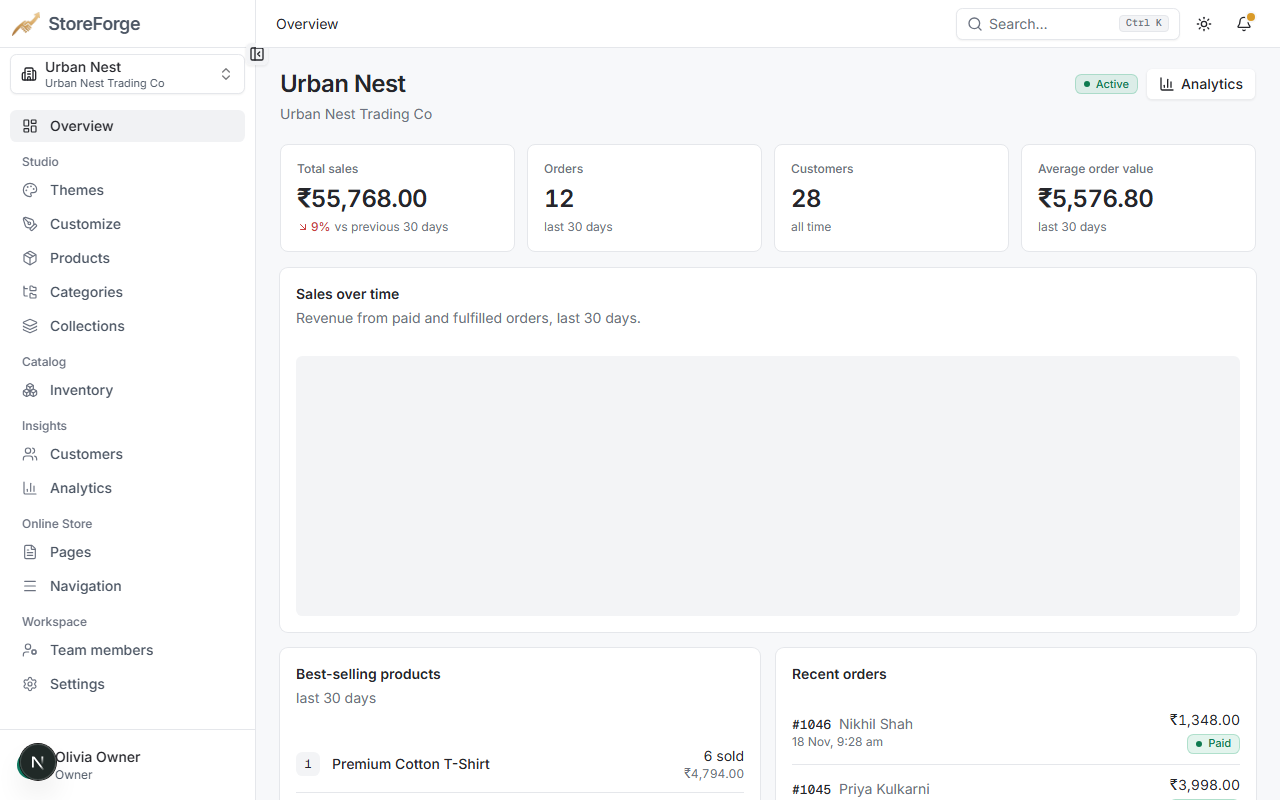 StoreForge
Overview
Search...
Ctrl K
Urban Nest
Urban Nest Trading Co
Overview
Studio
Themes
Customize
Products
Categories
Collections
Catalog
Inventory
Insights
Customers
Analytics
Online Store
Pages
Navigation
Workspace
Team members
Settings
N
Olivia Owner
Owner
Urban Nest
Urban Nest Trading Co
Active
Analytics
Total sales
₹55,768.00
9% vs previous 30 days
Orders
12
last 30 days
Customers
28
all time
Average order value
₹5,576.80
last 30 days
Sales over time
Revenue from paid and fulfilled orders, last 30 days.
Best-selling products
last 30 days
1 Premium Cotton T-Shirt
6 sold
₹4,794.00
Recent orders
#1046 Nikhil Shah
₹1,348.00
18 Nov, 9:28 am
Paid
#1045 Priya Kulkarni
₹3,998.00